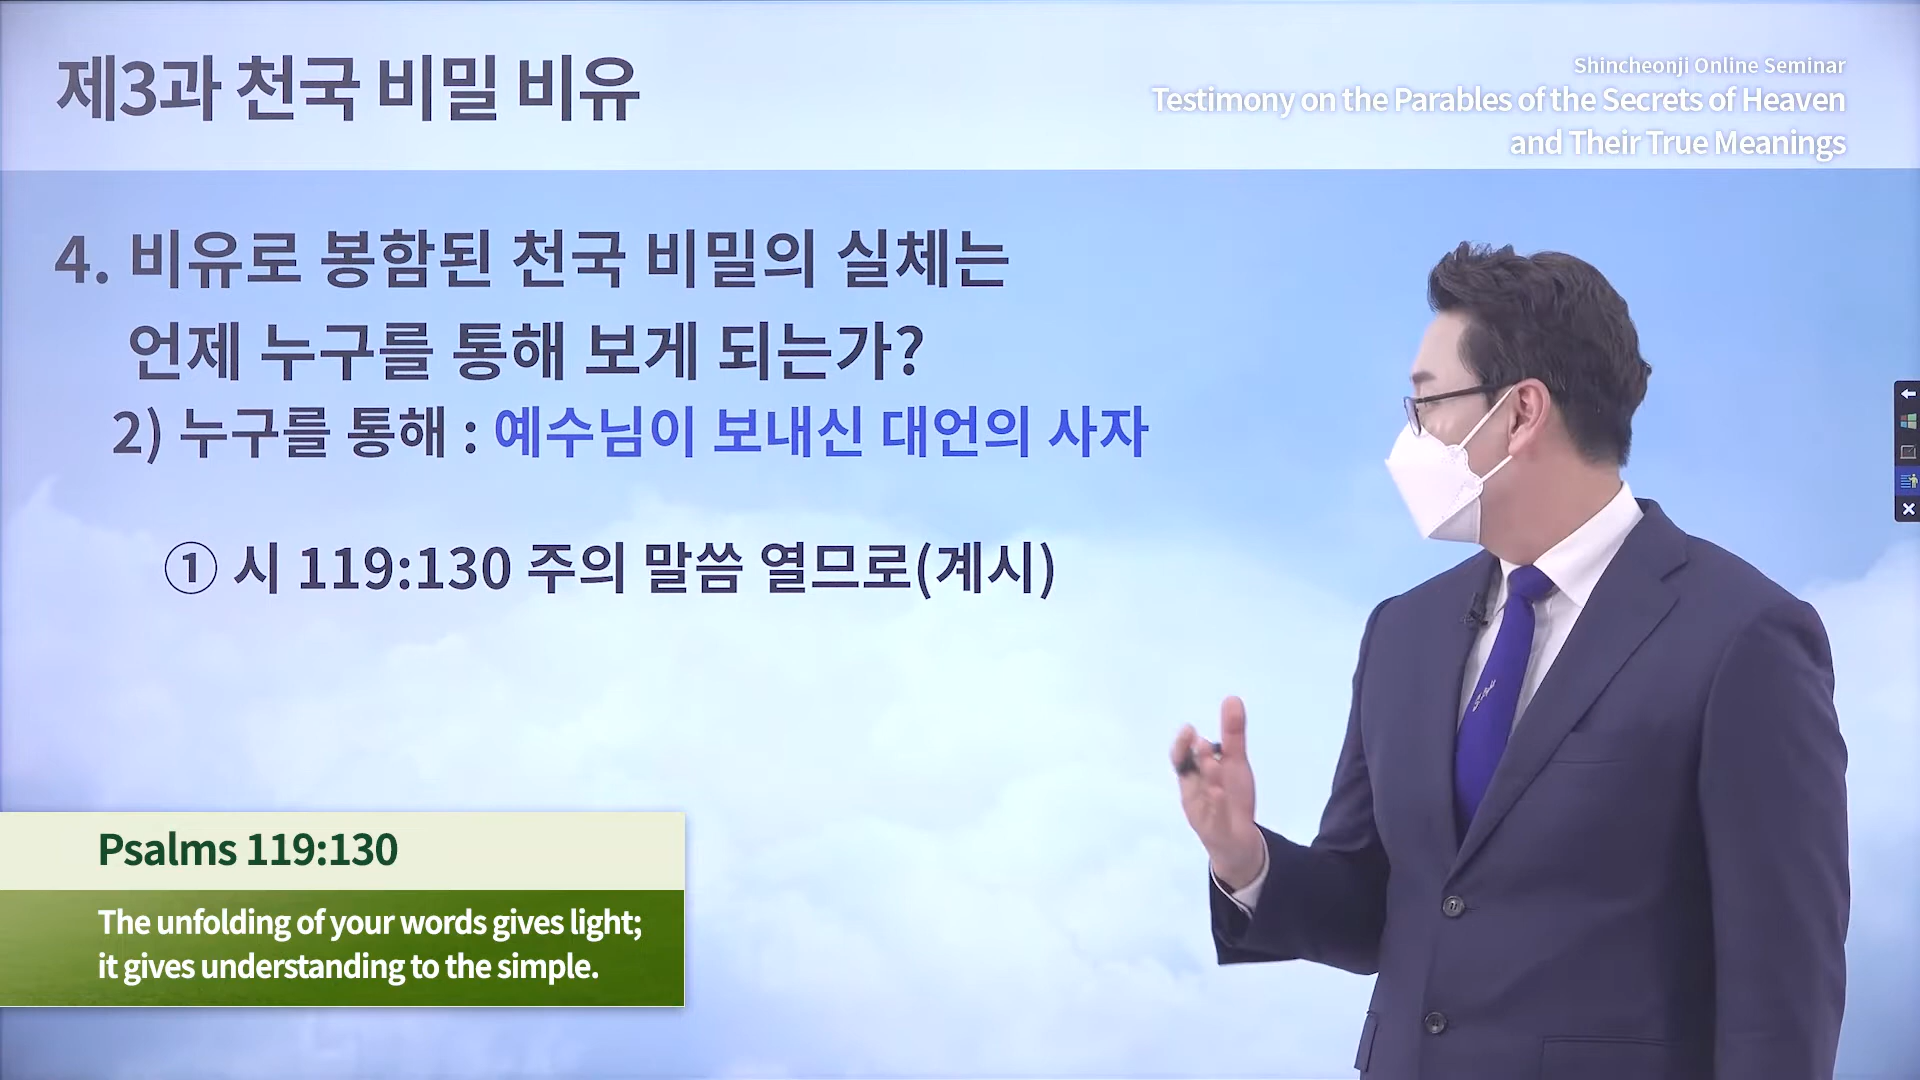 제3과 천국 비밀 비유
Shincheonji Online Seminar
Testimony on the Parables of the Secrets of Heaven
and Their True Meanings
4. 비유로 봉함된 천국 비밀의 실체는
언제 누구를 통해 보게 되는가?
2) 누구를 통해 : 예수님이 보내신 대언의 사자
① 시 119:130 주의 말씀 열므로(계시)
Psalms 119:130
The unfolding of your words gives light;
it gives understanding to the simple.